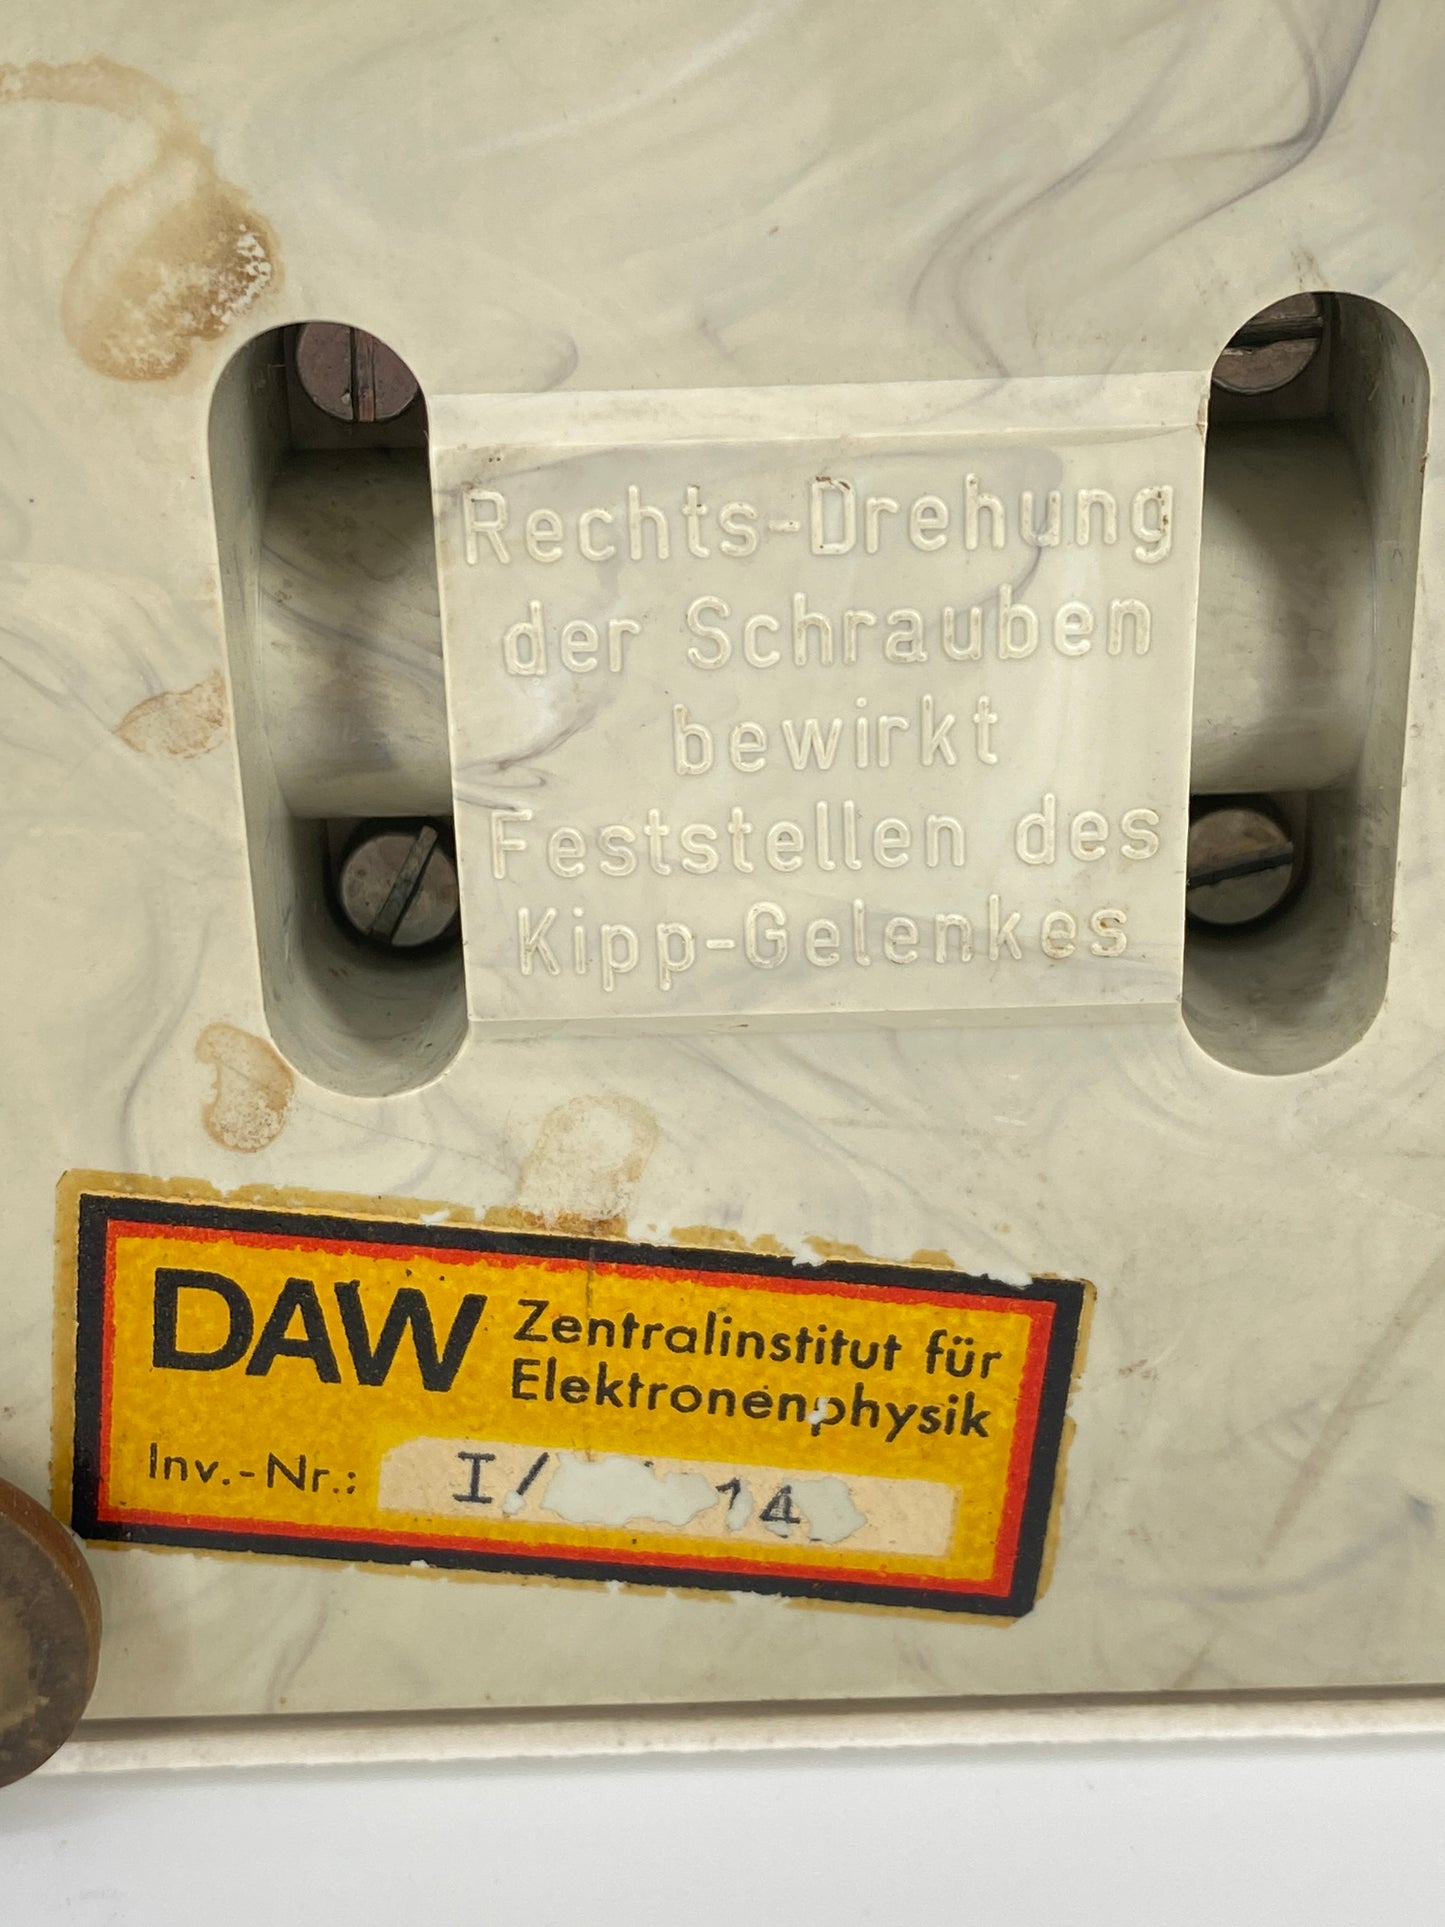 Rechts-Drehung
der Schrauben
bewirkt
Feststellen des
Kipp-Gelenkes
DAW Zentralinstitut für
Elektronenphysik
Inv.-Nr.: I/ 14